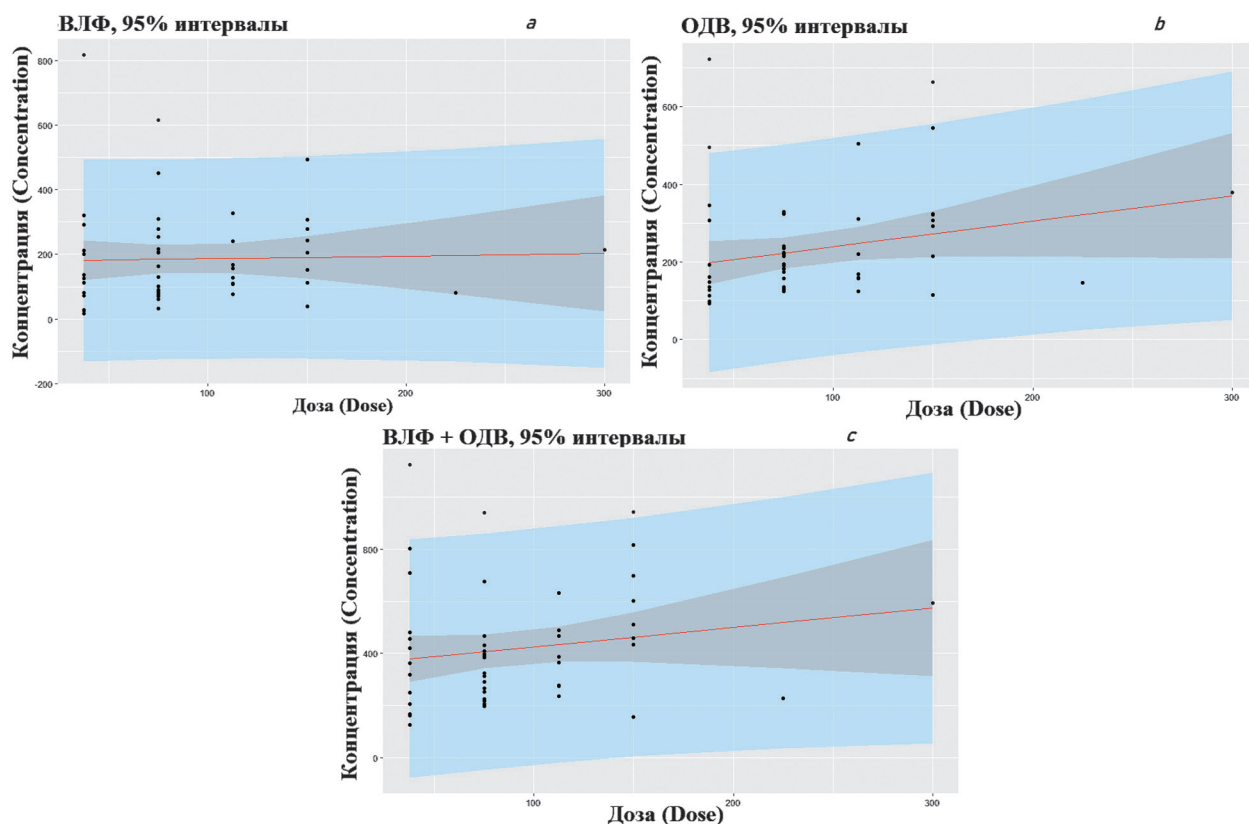 ВЛФ, 95% интервалы
a
Концентрация (Concentration)
800
600
400
200
0
-200
100
200
300
Доза (Dose)
ОДВ, 95% интервалы
b
Концентрация (Concentration)
600
400
200
0
100
200
300
Доза (Dose)
ВЛФ + ОДВ, 95% интервалы
c
Концентрация (Concentration)
800
400
0
100
200
300
Доза (Dose)